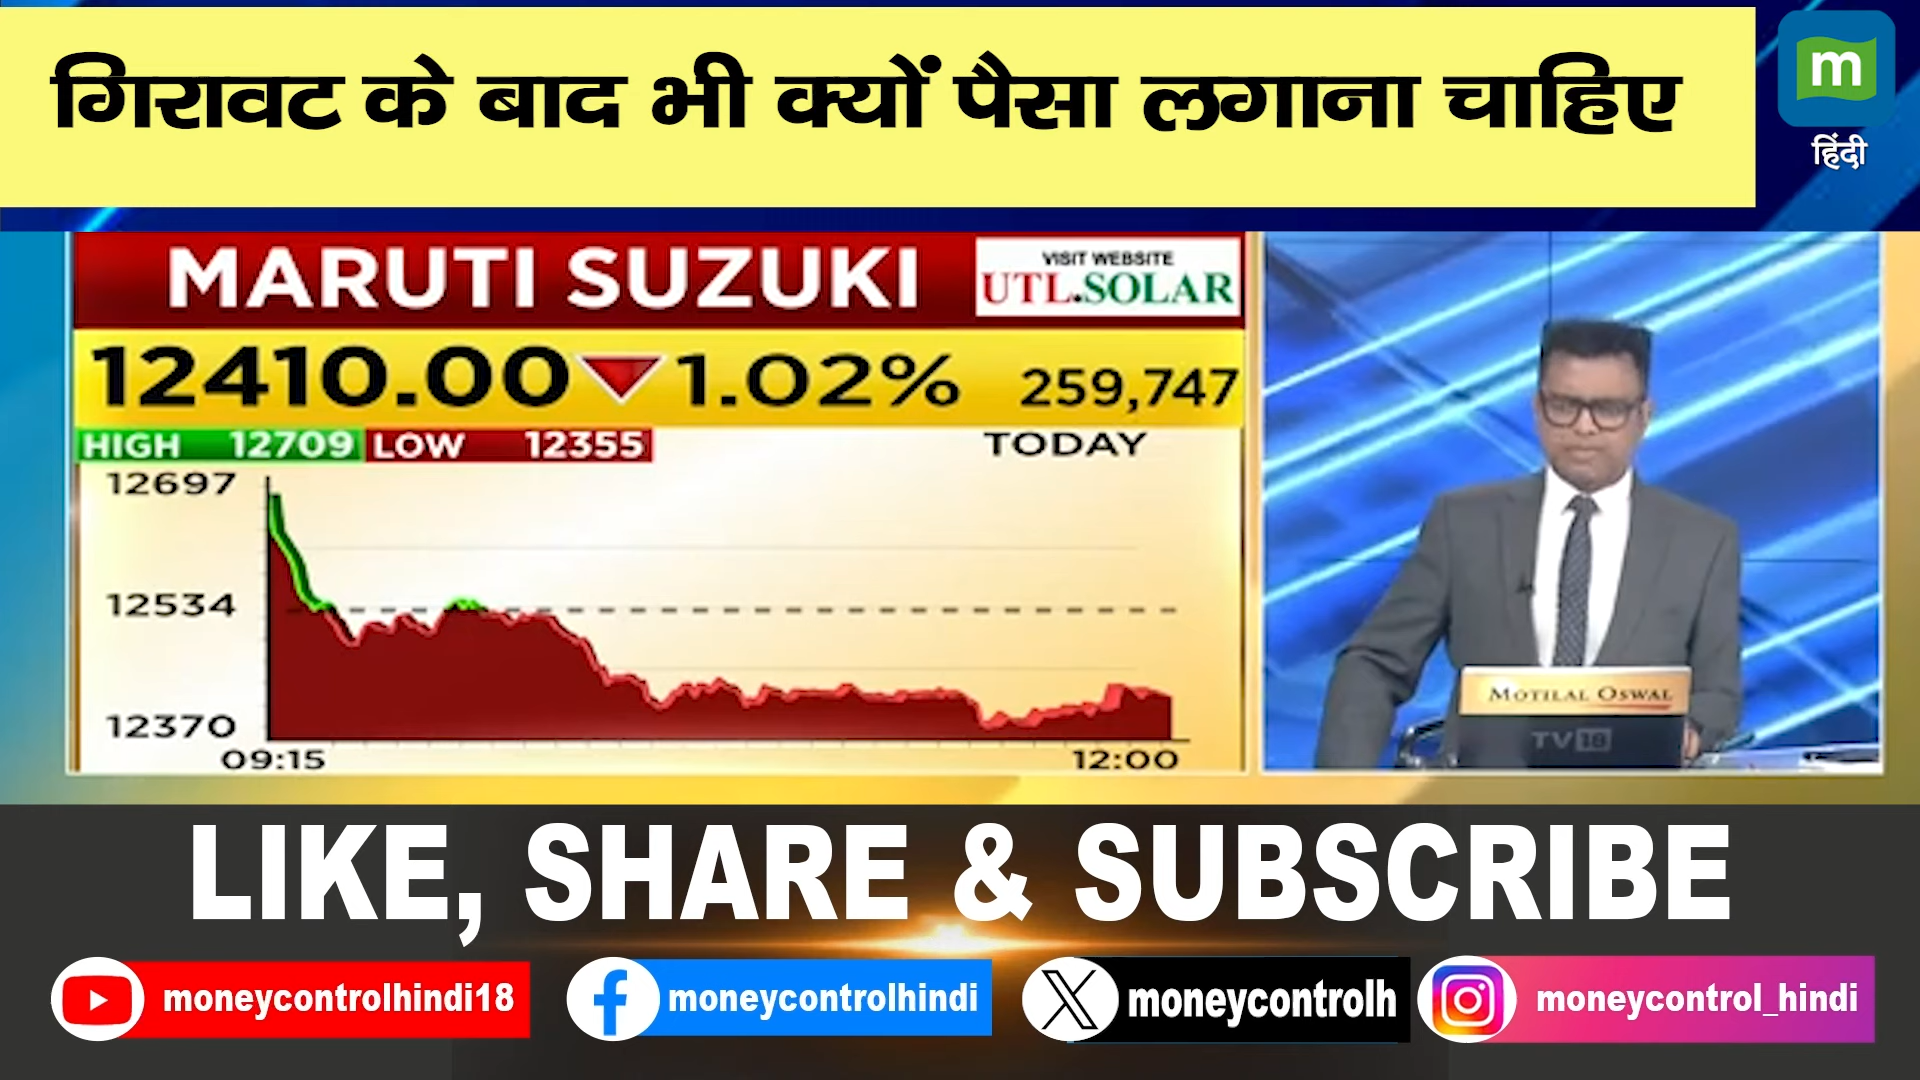 गिरावट के बाद भी क्यों पैसा लगाना चाहिए
m
हिंदी
MARUTI SUZUKI
VISIT WEBSITE
UTL.SOLAR
12410.00 1.02% 259,747
HIGH 12709 LOW 12355 TODAY
12697
12534
12370
09:15 12:00
MOTILAL OSWAL
TV18
LIKE, SHARE & SUBSCRIBE
moneycontrolhindi18 moneycontrolhindi moneycontrolh moneycontrol_hindi